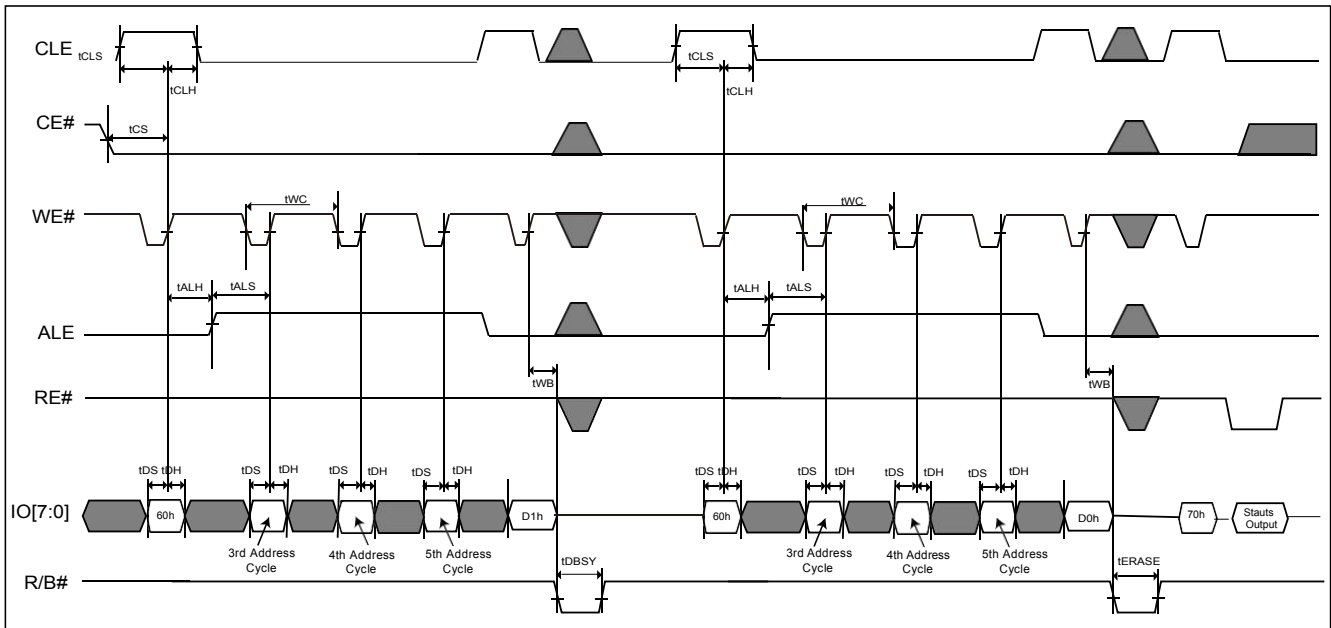 CLE
tCLS
tCLH
tCLS
tCLH
CE#
tCS
WE#
tWC
tWC
tALH
tALS
tALH
tALS
ALE
tWB
tWB
RE#
tDS
tDH
tDS
tDH
tDS
tDH
tDS
tDH
tDS
tDH
tDS
tDH
tDS
tDH
tDS
tDH
IO[7:0]
60h
D1h
60h
D0h
70h
Stauts
Output
3rd Address
Cycle
4th Address
Cycle
5th Address
Cycle
3rd Address
Cycle
4th Address
Cycle
5th Address
Cycle
tDBSY
tERASE
R/B#